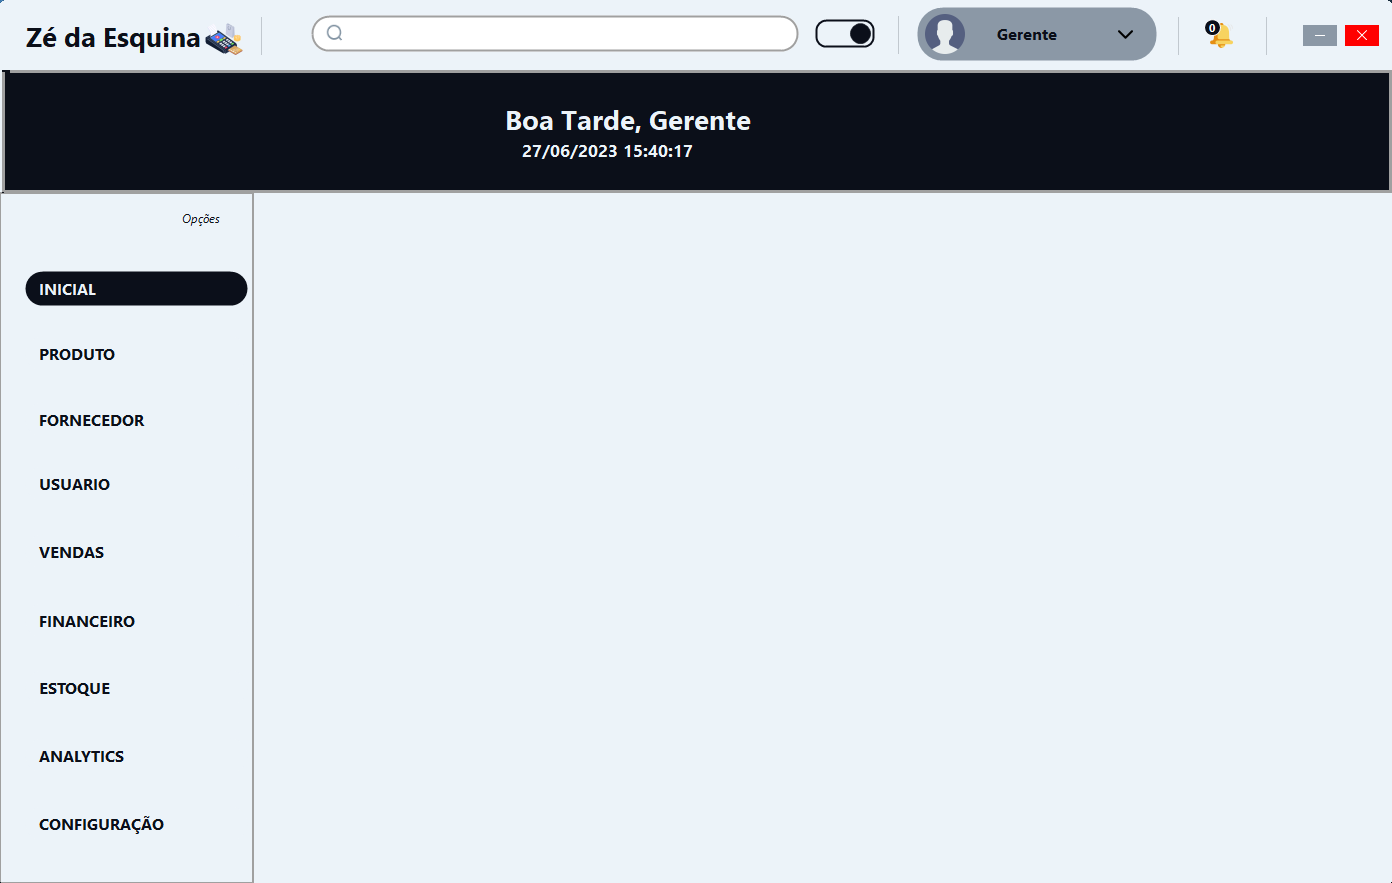 Zé da Esquina
Gerente
0
Boa Tarde, Gerente
27/06/2023 15:40:17
Opções
INICIAL
PRODUTO
FORNECEDOR
USUARIO
VENDAS
FINANCEIRO
ESTOQUE
ANALYTICS
CONFIGURAÇÃO